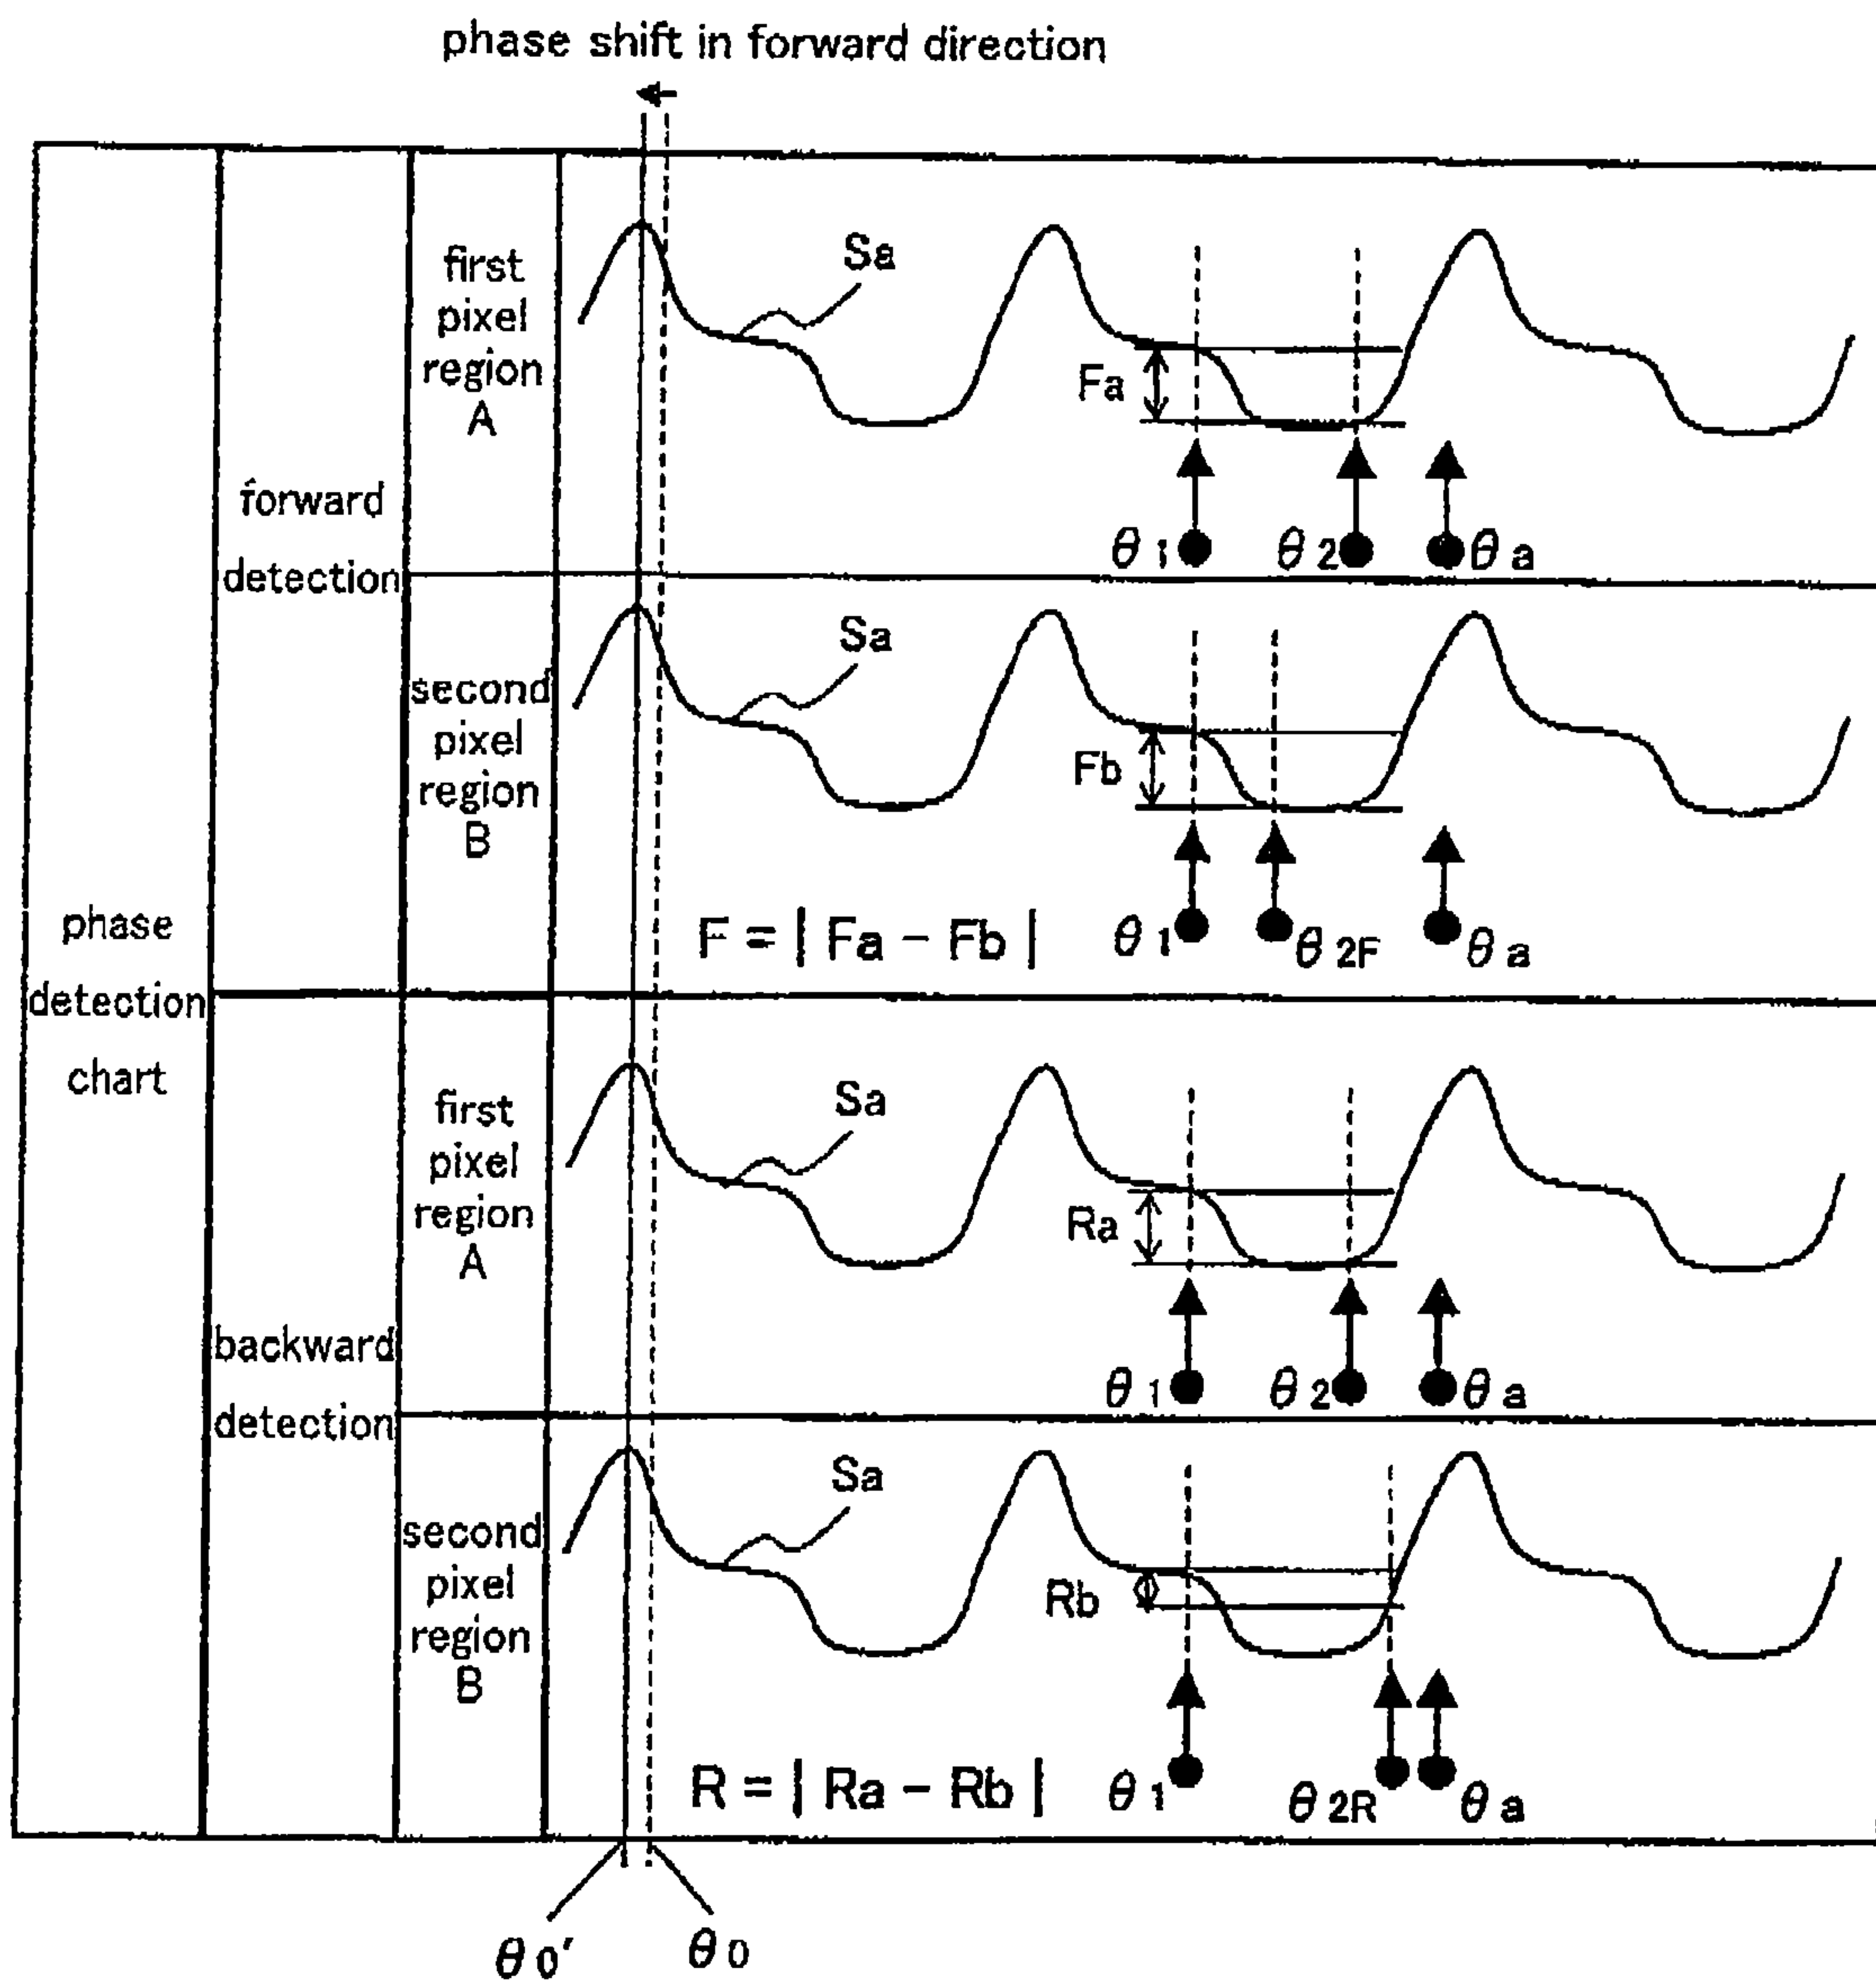 phase shift in forward direction
phase
detection
chart
forward
detection
first
pixel
region
A
Sa
Fa
θ1
θ2
θa
second
pixel
region
B
Sa
Fb
F = | Fa - Fb |
θ1
θ2F
θa
backward
detection
first
pixel
region
A
Sa
Ra
θ1
θ2
θa
second
pixel
region
B
Sa
Rb
R = | Ra - Rb |
θ1
θ2R
θa
θ0′
θ0